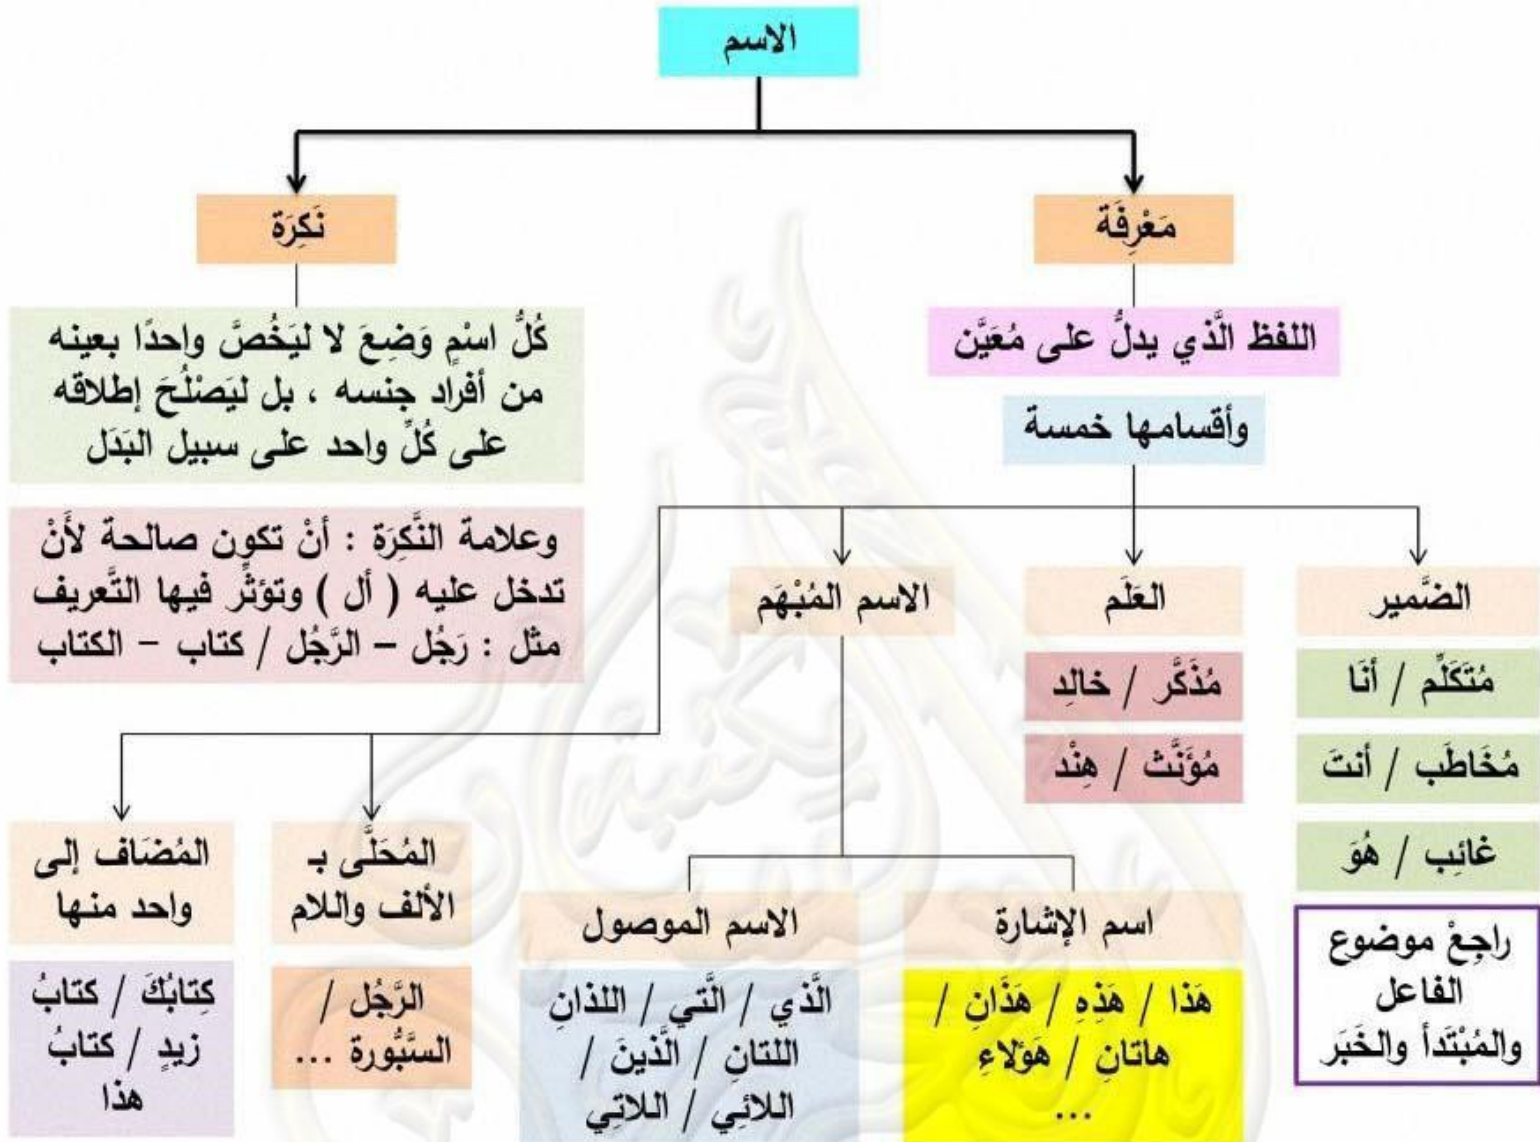 الاسم
مَعْرِفَة
نَكِرَة
اللفظ الَّذي يدلُّ على مُعَيَّن
وأقسامها خمسة
كُلُّ اسْمٍ وَضِعَ لا ليَخُصَّ واحدًا بعينه
من أفراد جنسه ، بل ليَصْلُحَ إطلاقه
على كُلِّ واحد على سبيل البَدَل
وعلامة النَّكِرَة : أنْ تكون صالحة لأَنْ
تدخل عليه ( أل ) وتؤثِّر فيها التَّعريف
مثل : رَجُل – الرَّجُل / كتاب – الكتاب
الضَّمير
مُتَكَلِّم / أنَا
مُخَاطَب / أنتَ
غائِب / هُوَ
راجِعْ موضوع
الفاعل
والمُبْتَدأ والخَبَر
العَلَم
مُذَكَّر / خالِد
مُؤَنَّث / هِنْد
الاسم المُبْهَم
اسم الإشارة
هَذا / هَذِهِ / هَذَانِ /
هاتانِ / هَؤلاءِ
...
الاسم الموصول
الَّذي / الَّتي / اللذانِ
اللتانِ / الَّذينَ /
اللائِي / اللاتِي
المُحَلَّى بـ
الألف واللام
الرَّجُل /
السَّبُّورة ...
المُضَاف إلى
واحد منها
كِتابُكَ / كتابُ
زيدٍ / كتابُ
هذا